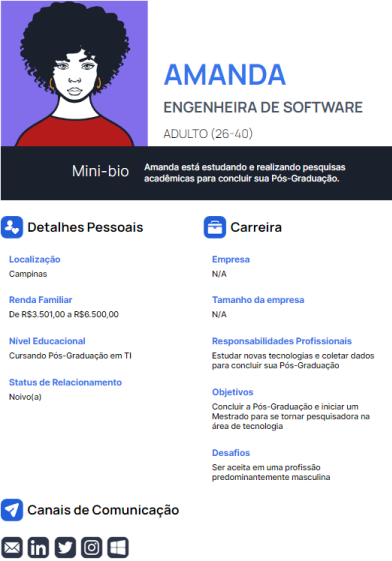 AMANDA
ENGENHEIRA DE SOFTWARE
ADULTO (26-40)
Mini-bio
Amanda está estudando e realizando pesquisas
acadêmicas para concluir sua Pós-Graduação.
Detalhes Pessoais
Localização
Campinas
Renda Familiar
De R$3.501,00 a R$6.500,00
Nível Educacional
Cursando Pós-Graduação em TI
Status de Relacionamento
Noivo(a)
Carreira
Empresa
N/A
Tamanho da empresa
N/A
Responsabilidades Profissionais
Estudar novas tecnologias e coletar dados
para concluir sua Pós-Graduação
Objetivos
Concluir a Pós-Graduação e iniciar um
Mestrado para se tornar pesquisadora na
área de tecnologia
Desafios
Ser aceita em uma profissão
predominantemente masculina
Canais de Comunicação